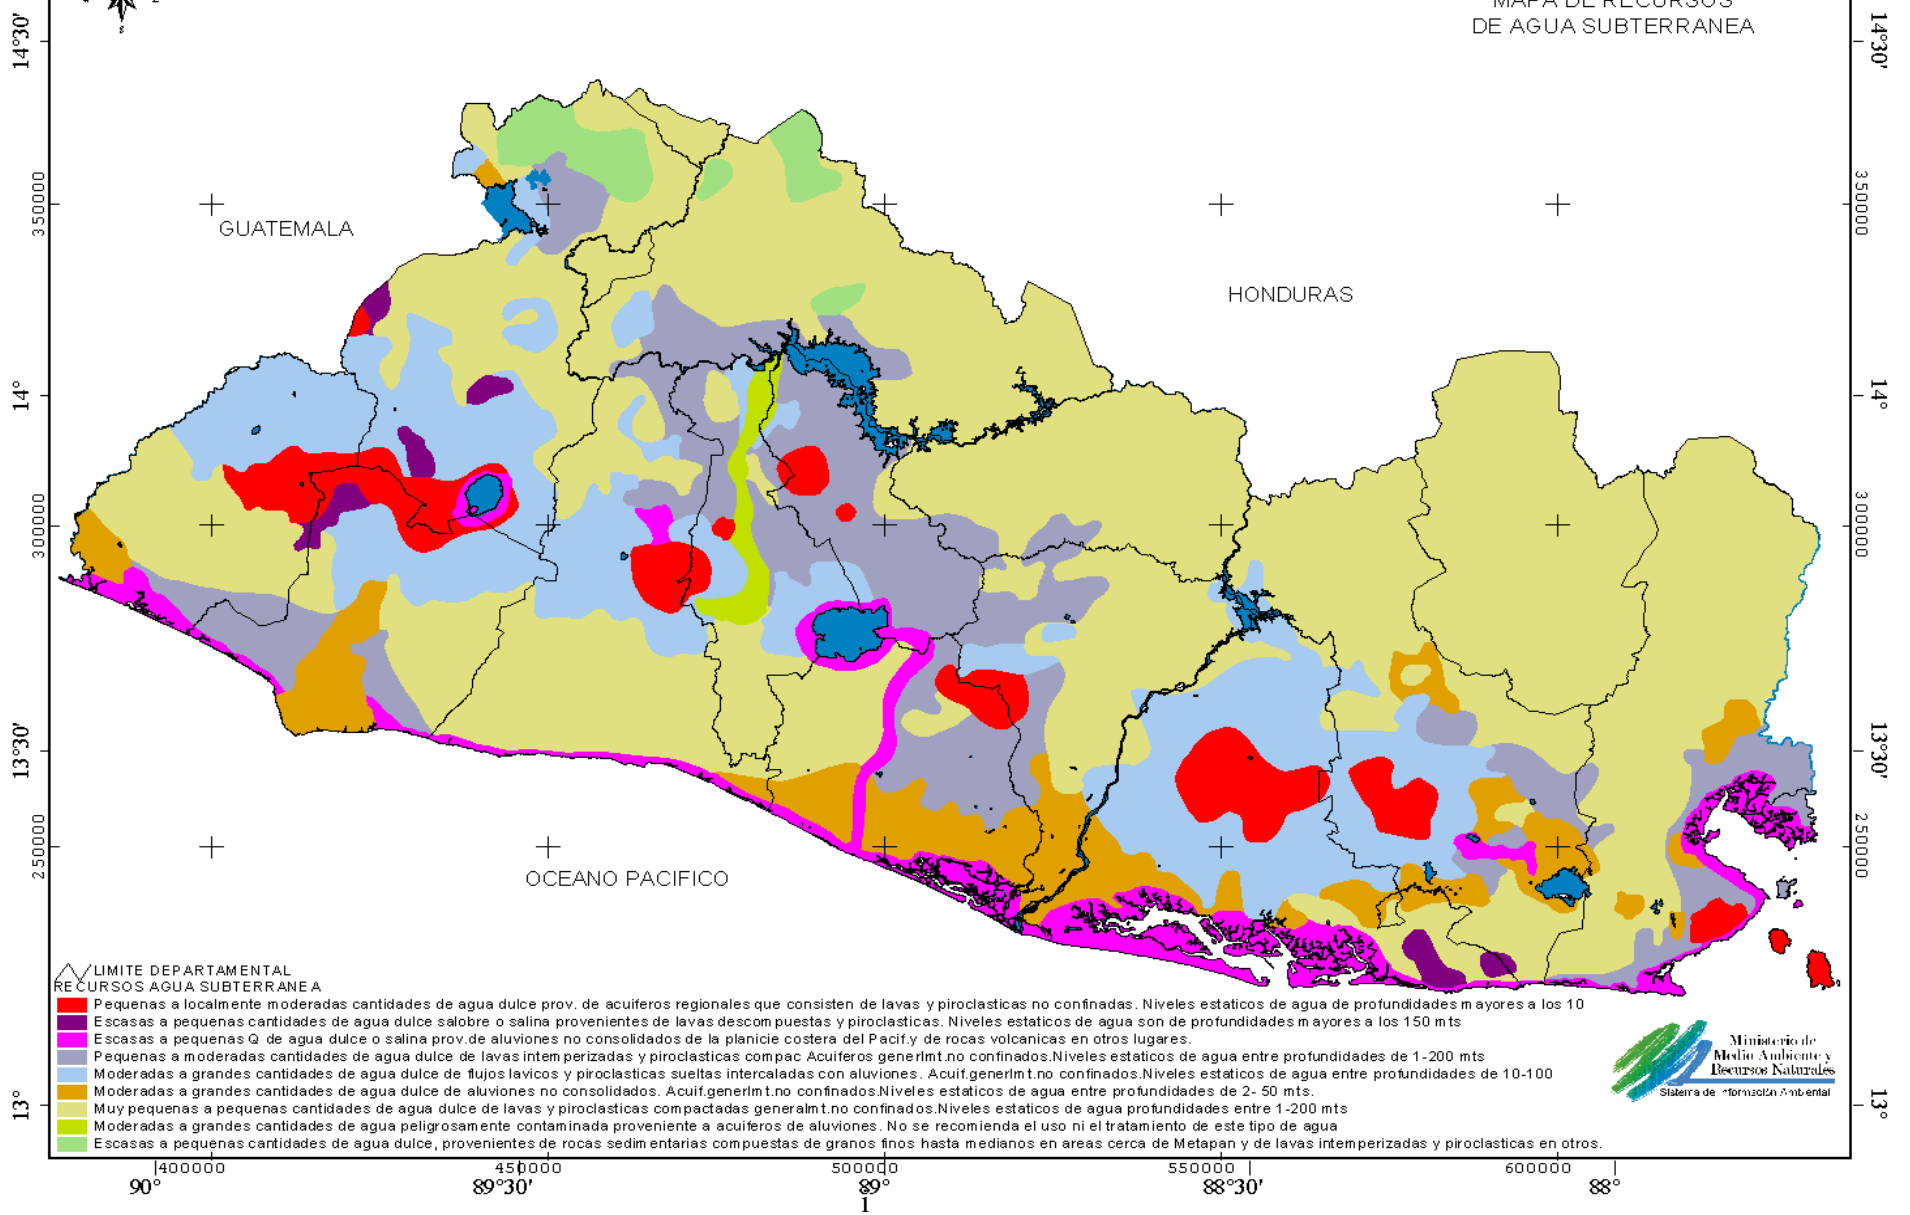 MAPA DE RECURSOS
DE AGUA SUBTERRANEA
14°30'
14°30'
350000
350000
GUATEMALA
HONDURAS
14°
14°
300000
300000
13°30'
13°30'
250000
250000
OCEANO PACIFICO
LIMITE DEPARTAMENTAL
RECURSOS AGUA SUBTERRANEA
Pequenas a localmente moderadas cantidades de agua dulce prov. de acuiferos regionales que consisten de lavas y piroclasticas no confinadas. Niveles estaticos de agua de profundidades mayores a los 10
Escasas a pequenas cantidades de agua dulce salobre o salina provenientes de lavas descompuestas y piroclasticas. Niveles estaticos de agua son de profundidades mayores a los 150 mts
Escasas a pequenas Q de agua dulce o salina prov.de aluviones no consolidados de la planicie costera del Pacif.y de rocas volcanicas en otros lugares.
Pequenas a moderadas cantidades de agua dulce de lavas intemperizadas y piroclasticas compac Acuiferos generlmt.no confinados.Niveles estaticos de agua entre profundidades de 1-200 mts
Moderadas a grandes cantidades de agua dulce de flujos lavicos y piroclasticas sueltas intercaladas con aluviones. Acuif.generlmt.no confinados.Niveles estaticos de agua entre profundidades de 10-100
Moderadas a grandes cantidades de agua dulce de aluviones no consolidados. Acuif.generlmt.no confinados.Niveles estaticos de agua entre profundidades de 2- 50 mts.
Muy pequenas a pequenas cantidades de agua dulce de lavas y piroclasticas compactadas generalmt.no confinados.Niveles estaticos de agua profundidades entre 1-200 mts
Moderadas a grandes cantidades de agua peligrosamente contaminada proveniente a acuiferos de aluviones. No se recomienda el uso ni el tratamiento de este tipo de agua
Escasas a pequenas cantidades de agua dulce, provenientes de rocas sedimentarias compuestas de granos finos hasta medianos en areas cerca de Metapan y de lavas intemperizadas y piroclasticas en otros.
Ministerio de
Medio Ambiente y
Recursos Naturales
Sistema de Información Ambiental
13°
13°
400000
450000
500000
550000
600000
90°
89°30'
89°
88°30'
88°
1